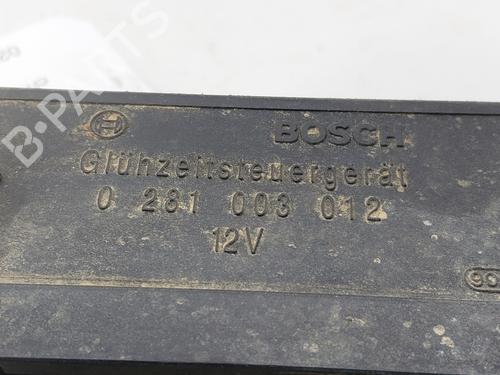 BOSCH
Glühzeitsteuergerät
0 281 003 012
12V
B-PARTS